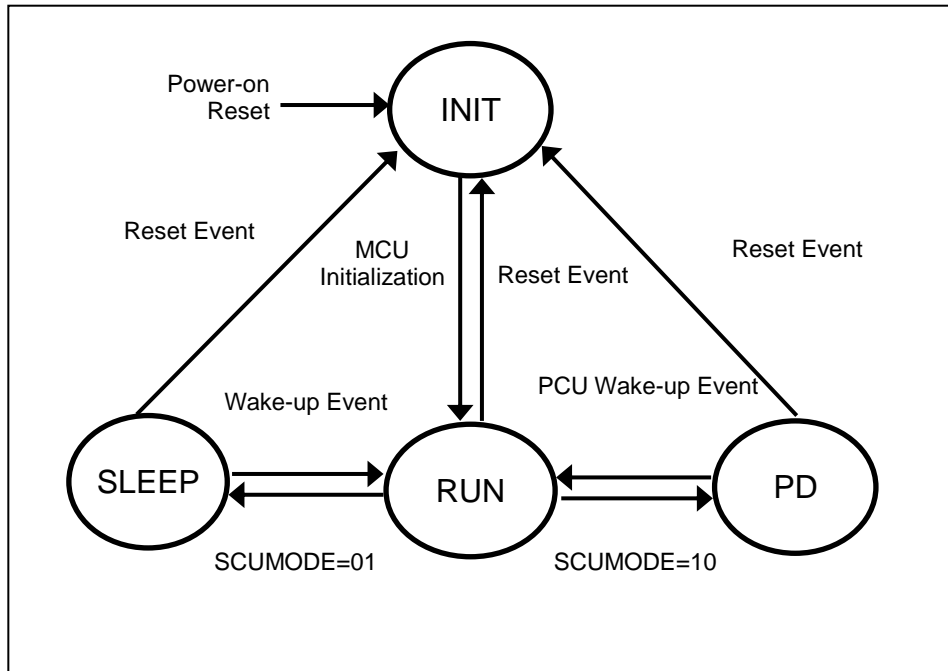 Power-on
Reset
INIT
Reset Event
MCU
Initialization
Reset Event
Reset Event
Wake-up Event
PCU Wake-up Event
SLEEP
RUN
PD
SCUMODE=01
SCUMODE=10